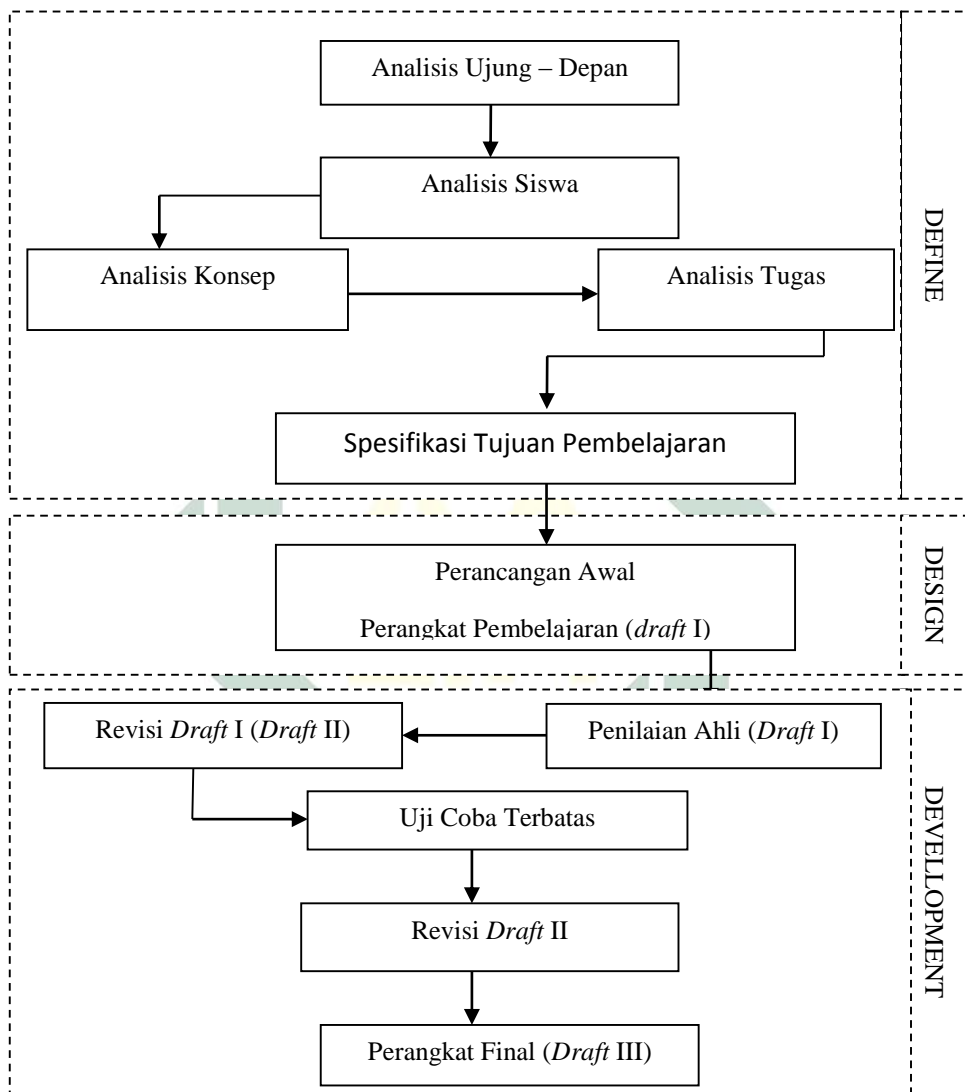 Analisis Ujung – Depan
Analisis Siswa
Analisis Konsep
Analisis Tugas
Spesifikasi Tujuan Pembelajaran
DEFINE
Perancangan Awal
Perangkat Pembelajaran (draft I)
DESIGN
Penilaian Ahli (Draft I)
Revisi Draft I (Draft II)
Uji Coba Terbatas
Revisi Draft II
Perangkat Final (Draft III)
DEVELLOPMENT